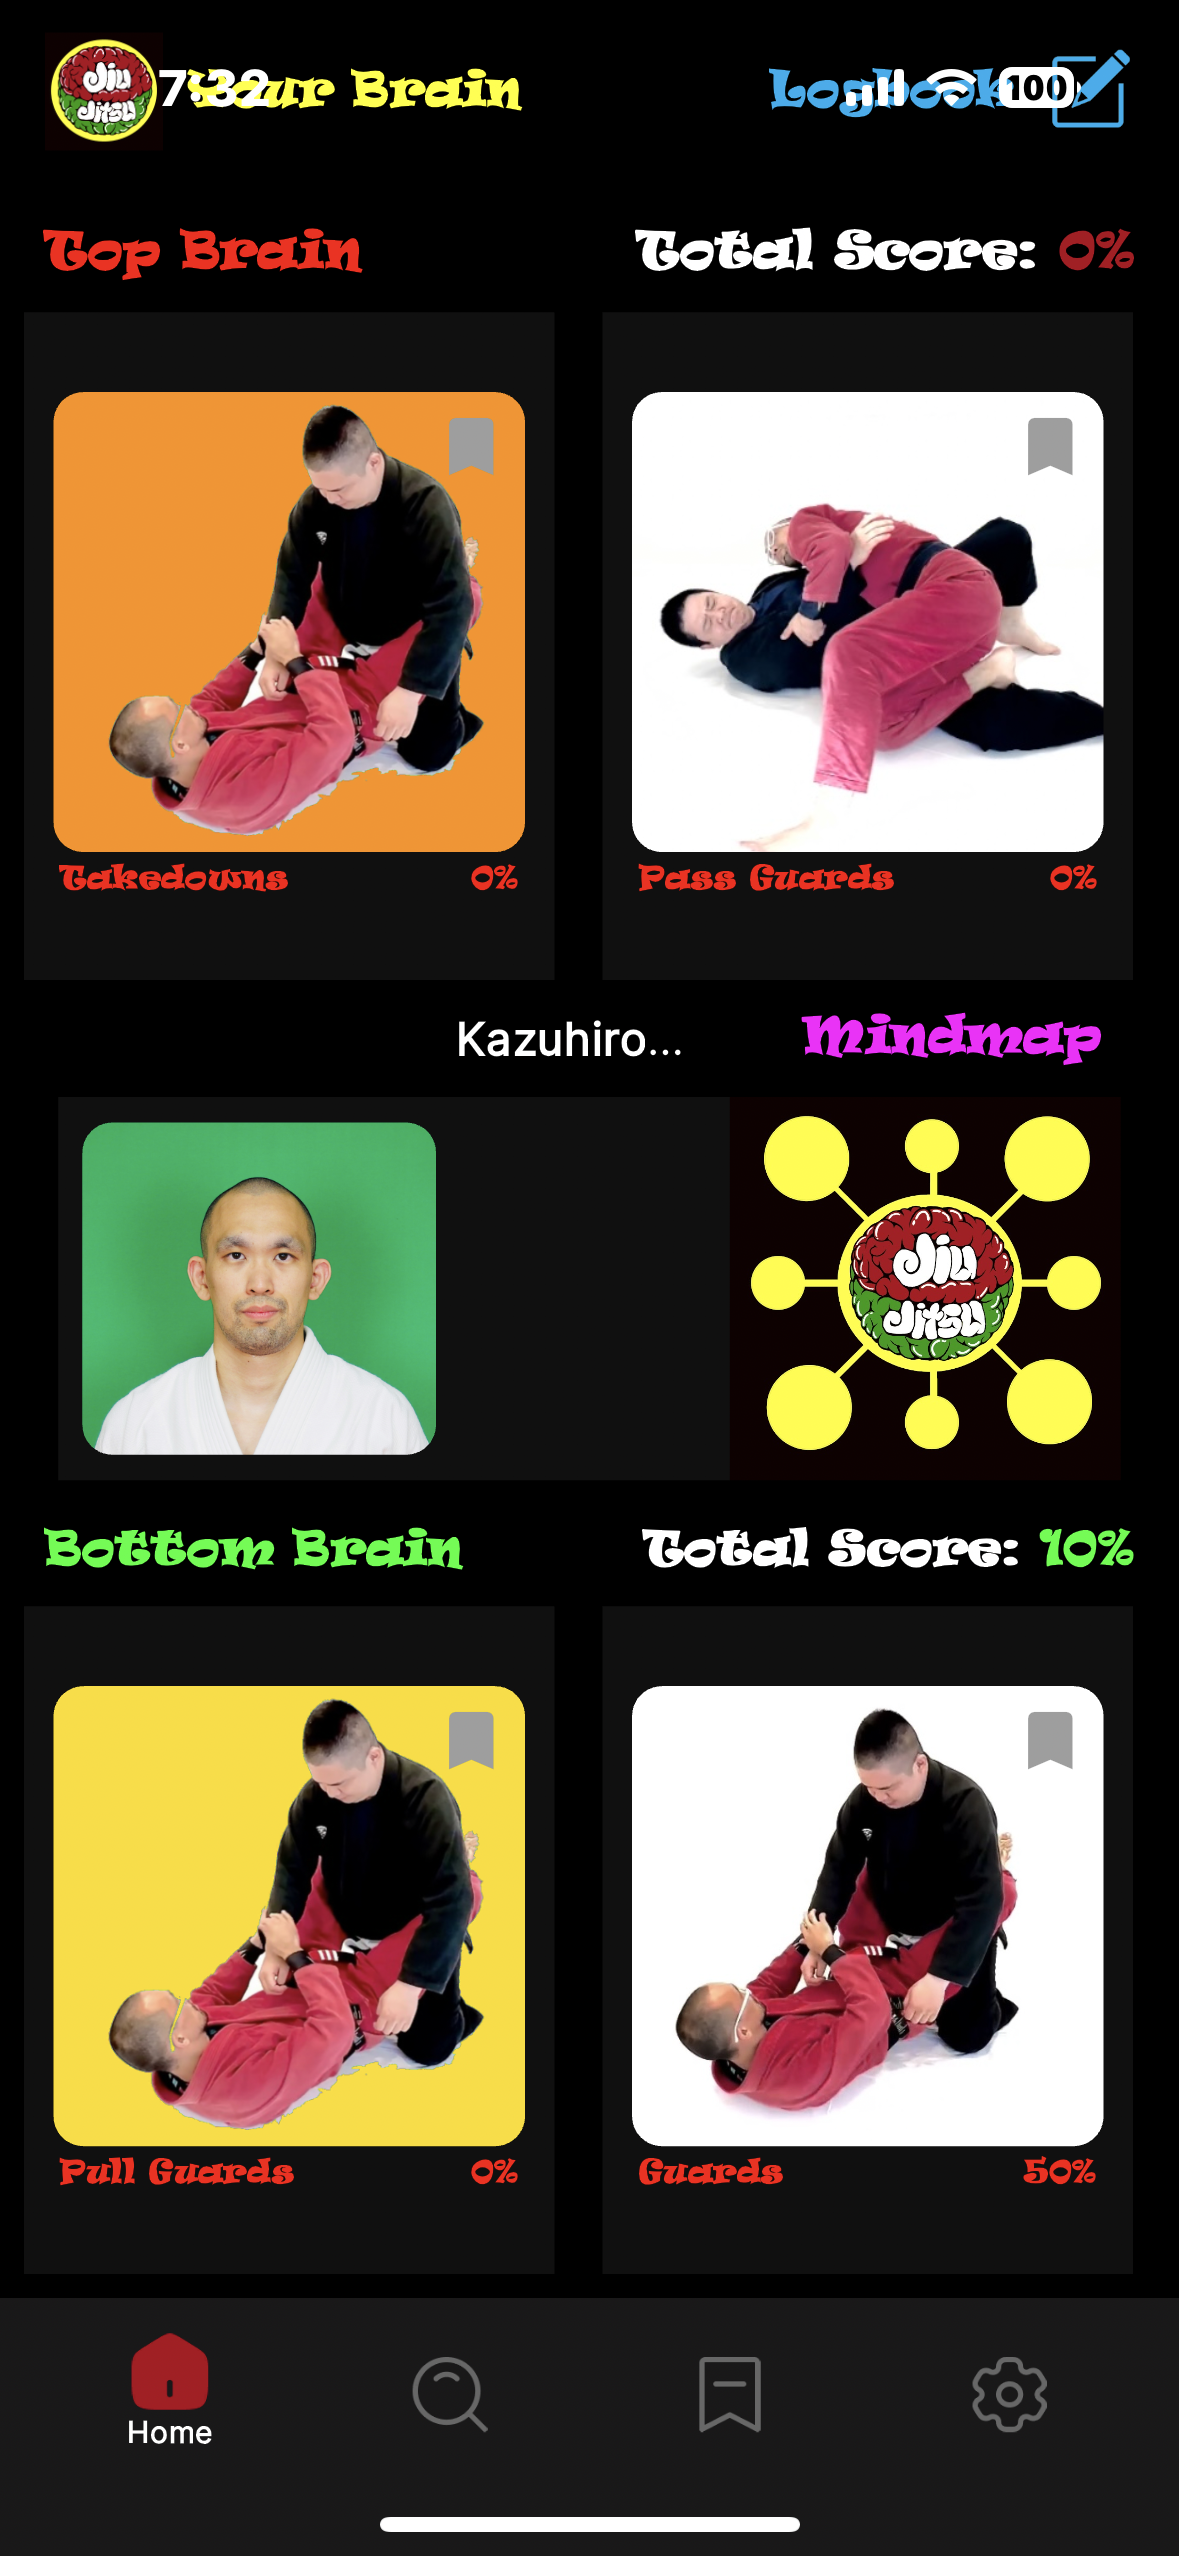 Jiu
Jitsu
7:32
Your Brain
Logbook
100
Top Brain
Total Score: 0%
Takedowns 0%
Pass Guards 0%
Kazuhiro...
Mindmap
Jiu
Jitsu
Bottom Brain
Total Score: 10%
Pull Guards 0%
Guards 50%
Home